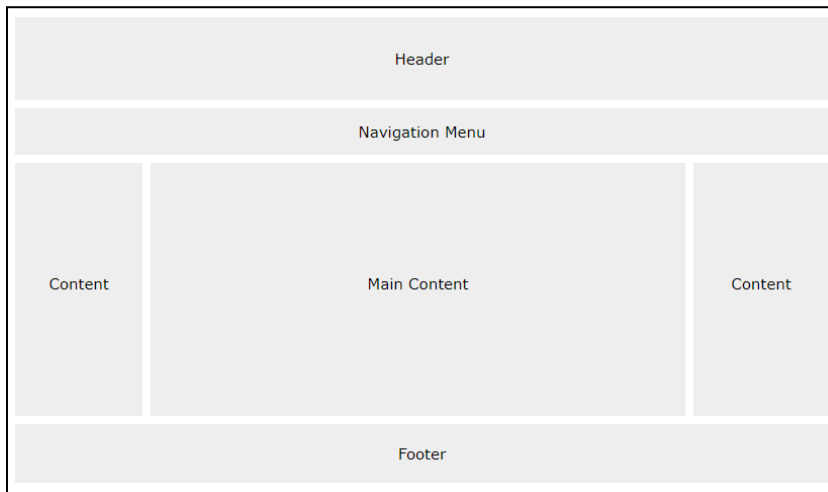 Header
Navigation Menu
Content
Main Content
Content
Footer